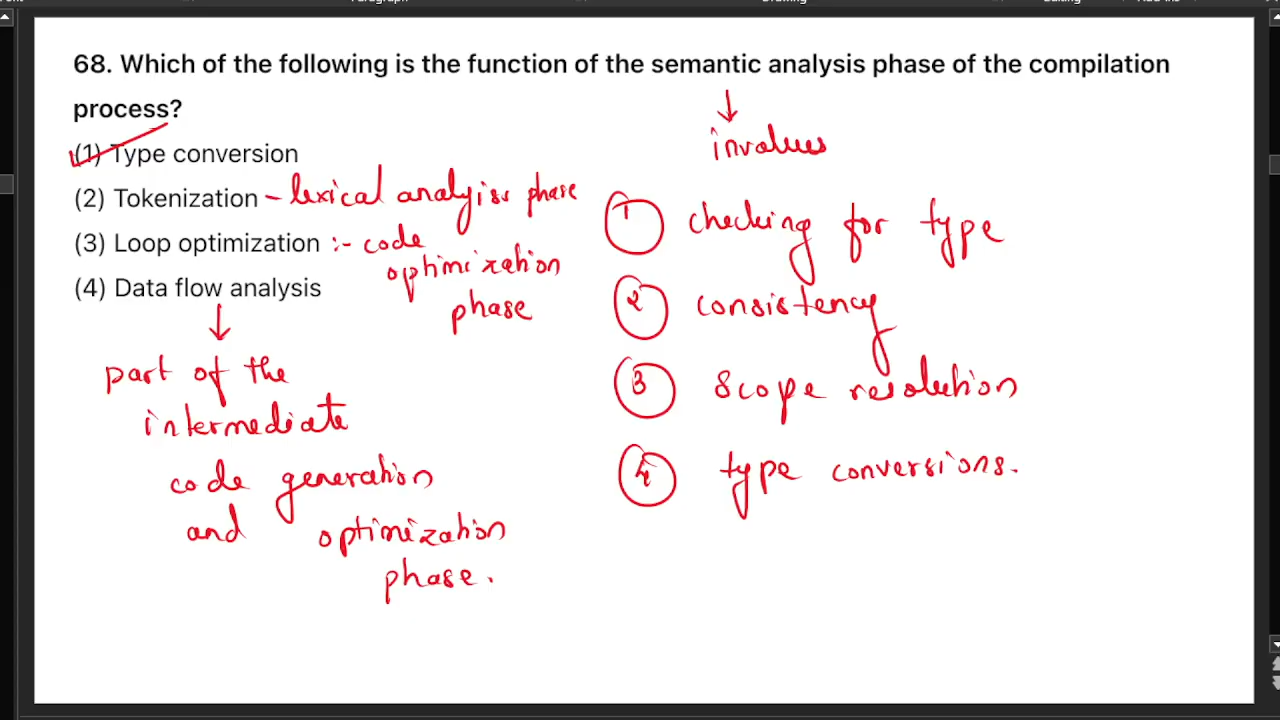 68. Which of the following is the function of the semantic analysis phase of the compilation
process?
(1) Type conversion
(2) Tokenization - lexical analysis phase
(3) Loop optimization :- code
optimization
phase
(4) Data flow analysis
part of the
intermediate
code generation
and optimization
phase.
involves
1 checking for type
2 consistency
3 scope resolution
4 type conversions.